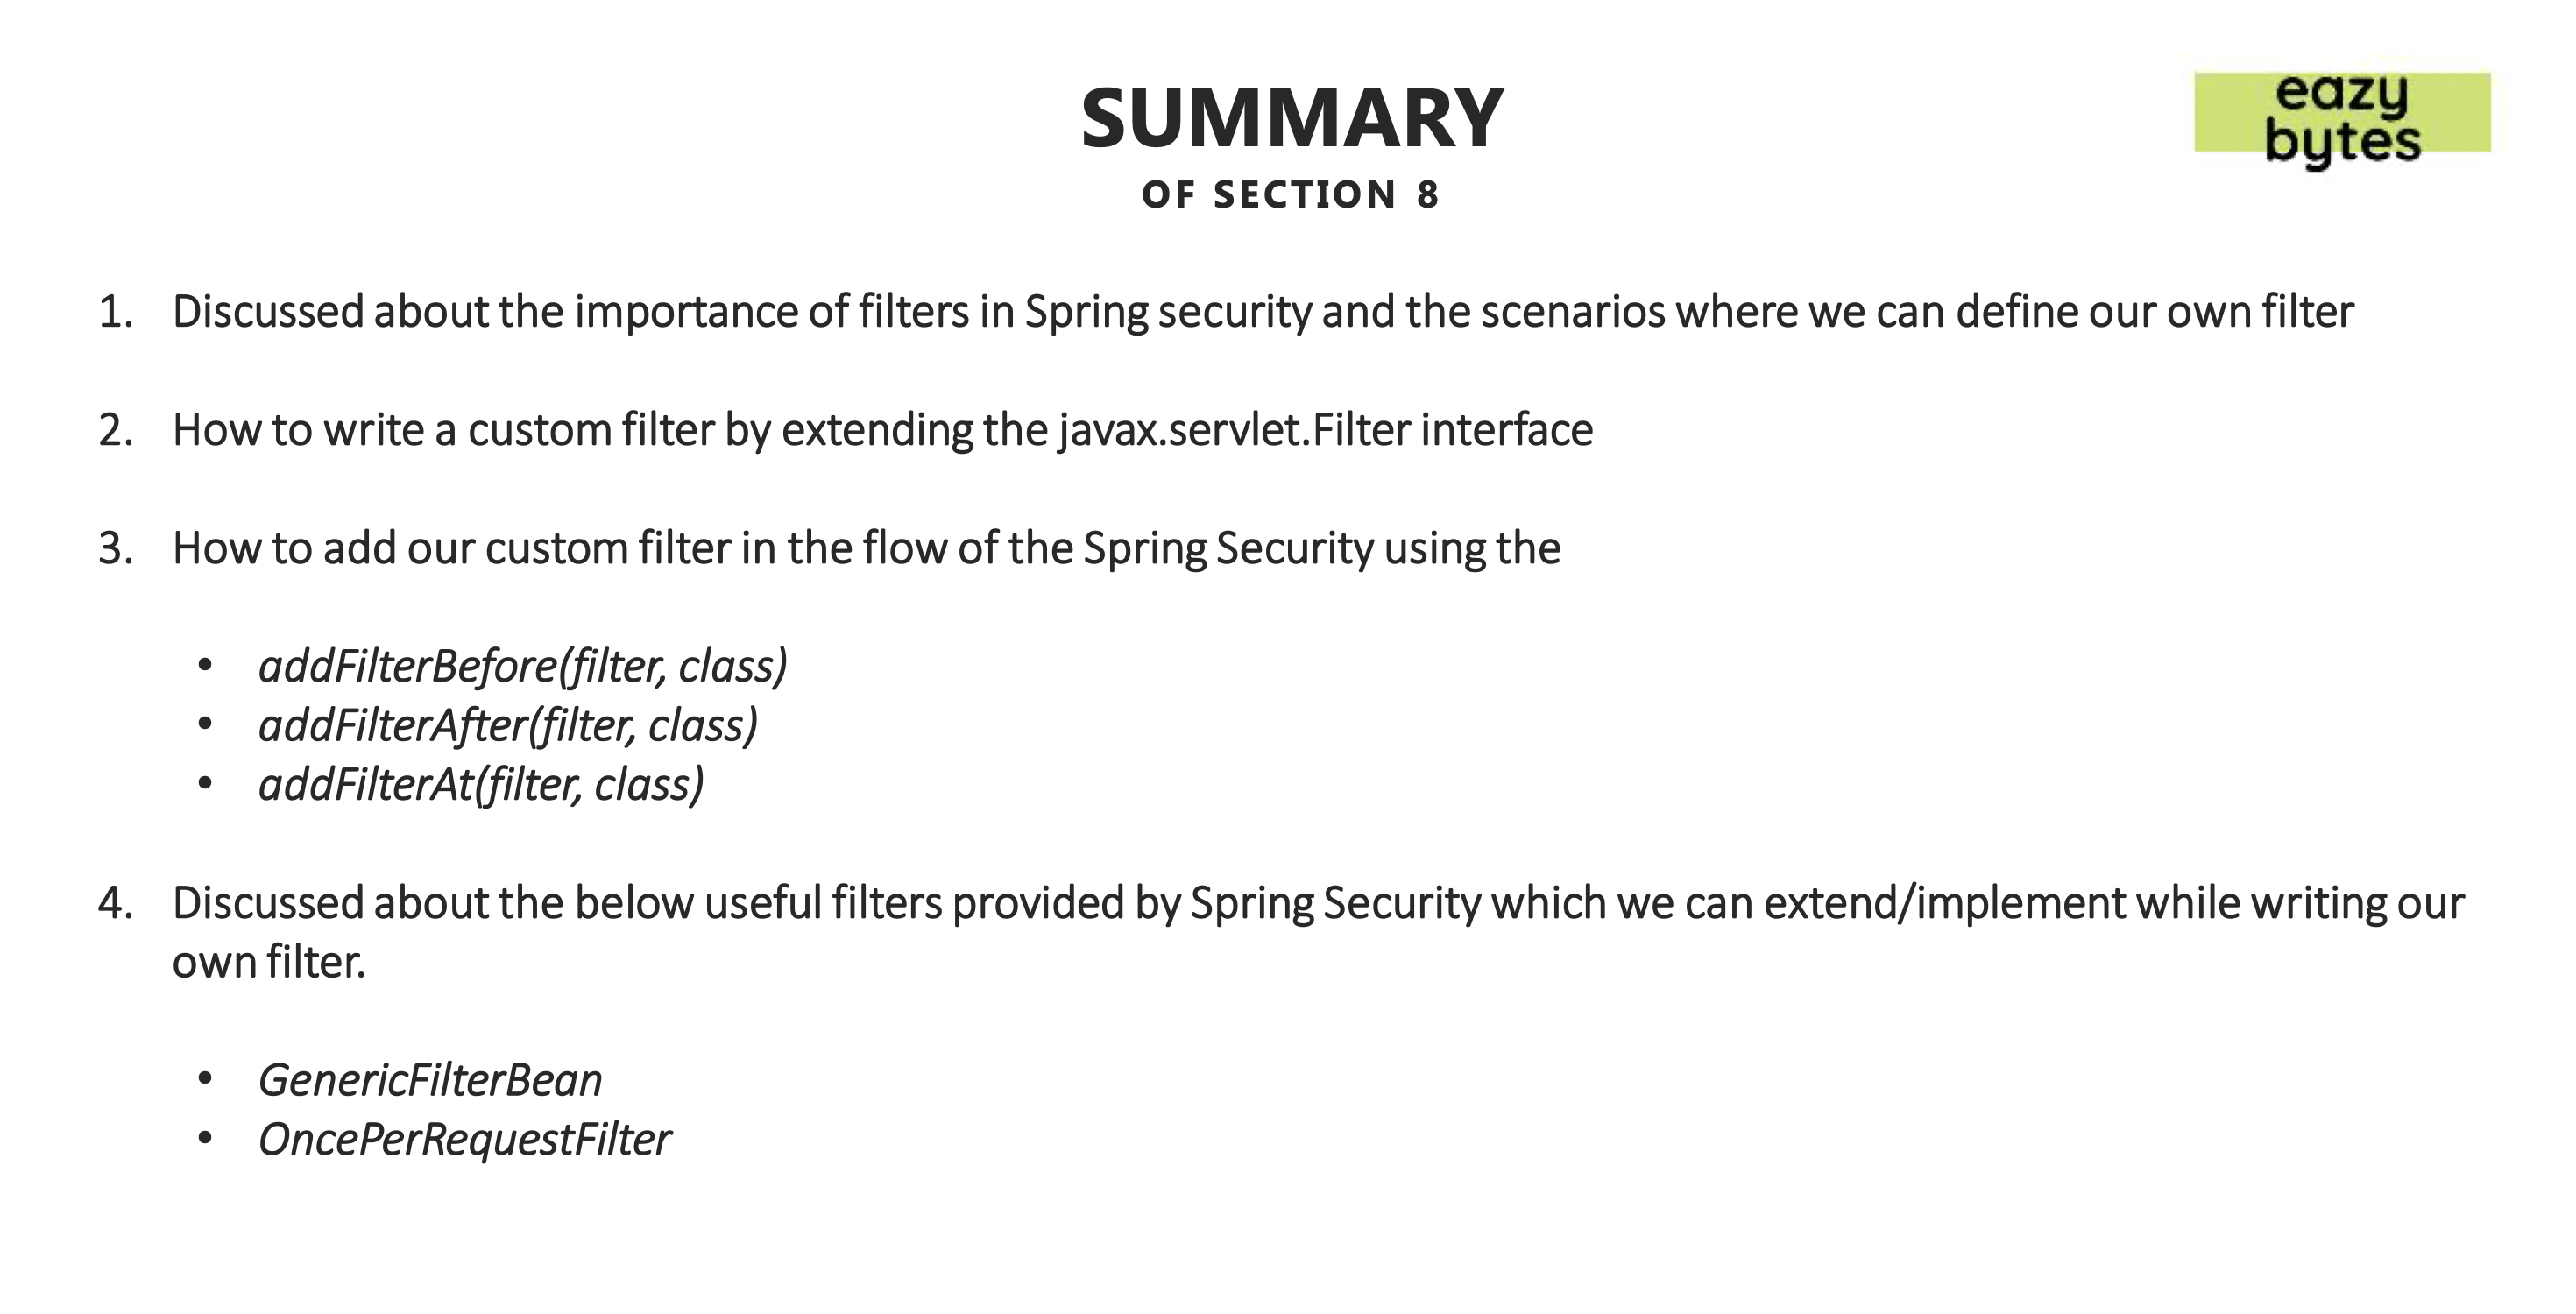 SUMMARY
OF SECTION 8
eazy
bytes
1. Discussed about the importance of filters in Spring security and the scenarios where we can define our own filter
2. How to write a custom filter by extending the javax.servlet.Filter interface
3. How to add our custom filter in the flow of the Spring Security using the
• addFilterBefore(filter, class)
• addFilterAfter(filter, class)
• addFilterAt(filter, class)
4. Discussed about the below useful filters provided by Spring Security which we can extend/implement while writing our
own filter.
• GenericFilterBean
• OncePerRequestFilter